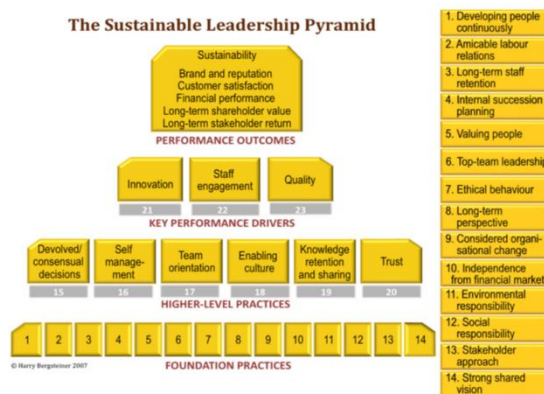 The Sustainable Leadership Pyramid
Sustainability
Brand and reputation
Customer satisfaction
Financial performance
Long-term shareholder value
Long-term stakeholder return
PERFORMANCE OUTCOMES
Innovation
Staff
engagement
Quality
21
22
23
KEY PERFORMANCE DRIVERS
Devolved/
consensual
decisions
Self
manage-
ment
Team
orientation
Enabling
culture
Knowledge
retention
and sharing
Trust
15
16
17
18
19
20
HIGHER-LEVEL PRACTICES
1
2
3
4
5
6
7
8
9
10
11
12
13
14
FOUNDATION PRACTICES
© Harry Bergsteiner 2007
1. Developing people
continuously
2. Amicable labour
relations
3. Long-term staff
retention
4. Internal succession
planning
5. Valuing people
6. Top-team leadership
7. Ethical behaviour
8. Long-term
perspective
9. Considered organi-
sational change
10. Independence
from financial market
11. Environmental
responsibility
12. Social
responsibility
13. Stakeholder
approach
14. Strong shared
vision